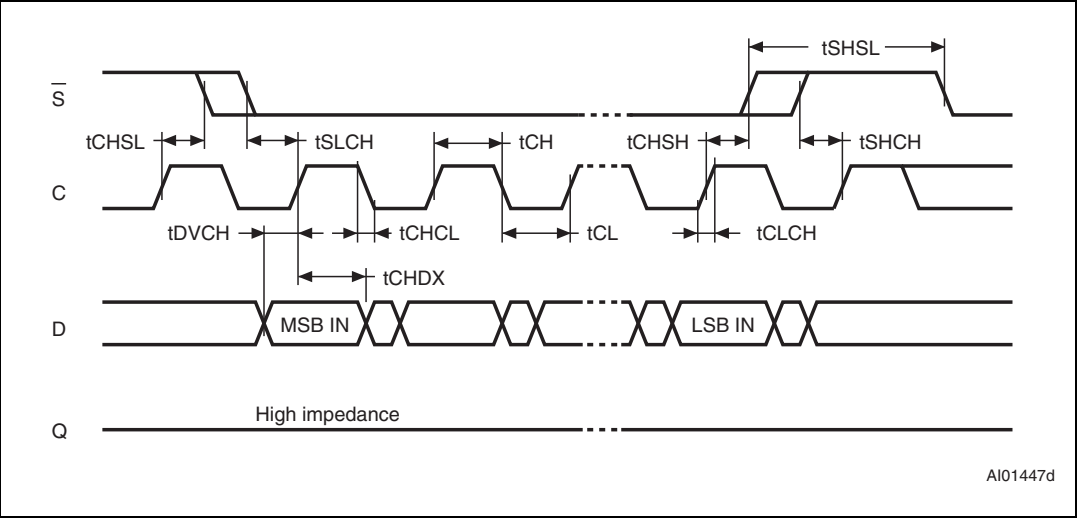 tSHSL
S̅
tCHSL
tSLCH
tCH
tCHSH
tSHCH
C
tDVCH
tCHCL
tCL
tCLCH
tCHDX
D
MSB IN
LSB IN
High impedance
Q
AI01447d